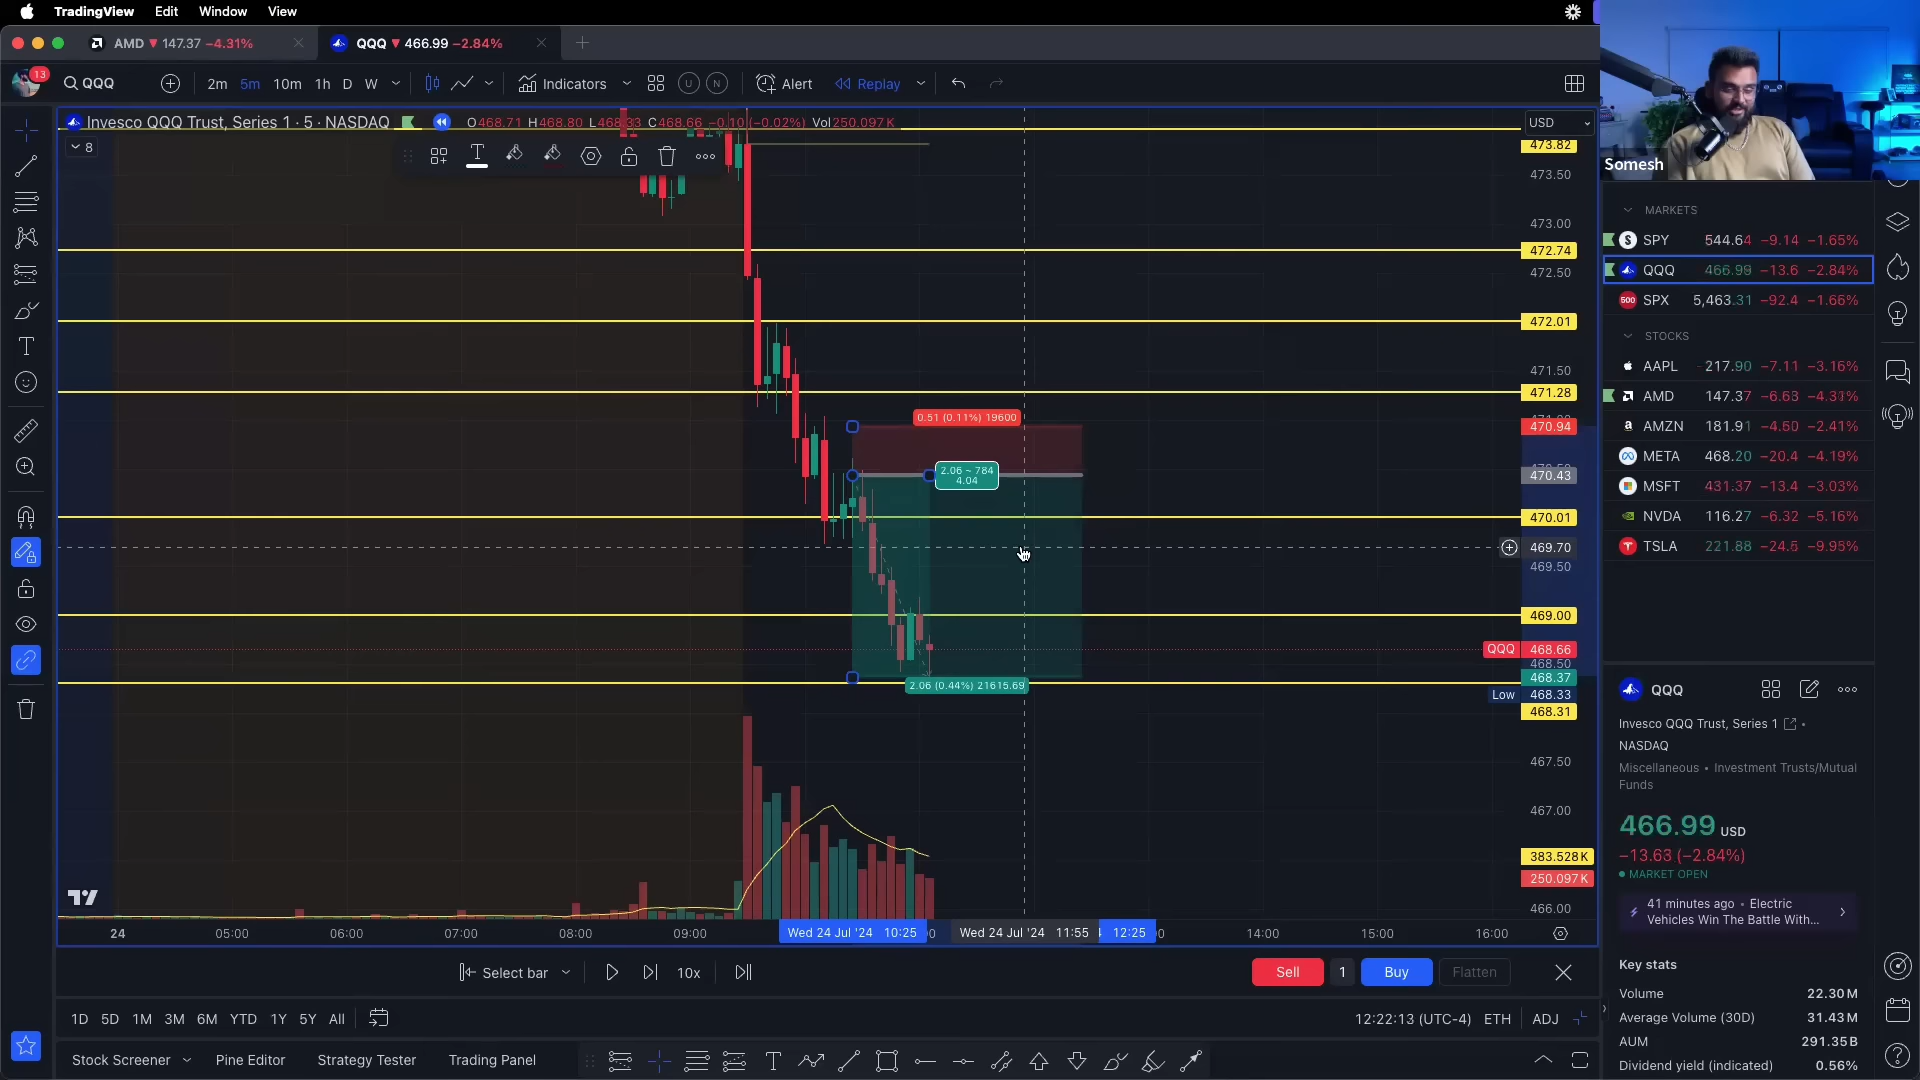 TradingView Edit Window View
AMD 147.37 −4.31%
QQQ 466.99 −2.84%
13
QQQ
2m 5m 10m 1h D W
Indicators
U N
Alert
Replay
Invesco QQQ Trust, Series 1 · 5 · NASDAQ
O468.71 H468.80 L468.33 C468.66 −0.10 (−0.02%) Vol250.097K
8
USD
473.82
473.50
473.00
472.74
472.50
472.01
471.50
471.28
470.94
470.43
470.01
469.70
469.50
469.00
QQQ 468.66
468.50
468.37
Low 468.33
468.31
467.50
467.00
383.528K
250.097K
466.00
0.51 (0.11%) 19600
2.06 ~ 784
4.04
2.06 (0.44%) 21615.69
24 05:00 06:00 07:00 08:00 09:00
Wed 24 Jul '24 10:25
Wed 24 Jul '24 11:55
12:25
14:00 15:00 16:00
Select bar
10x
Sell 1 Buy Flatten
1D 5D 1M 3M 6M YTD 1Y 5Y All
12:22:13 (UTC-4) ETH ADJ
Stock Screener Pine Editor Strategy Tester Trading Panel
Somesh
MARKETS
SPY 544.64 −9.14 −1.65%
QQQ 466.99 −13.6 −2.84%
500 SPX 5,463.31 −92.4 −1.66%
STOCKS
AAPL 217.90 −7.11 −3.16%
AMD 147.37 −6.63 −4.31%
AMZN 181.91 −4.50 −2.41%
META 468.20 −20.4 −4.19%
MSFT 431.37 −13.4 −3.03%
NVDA 116.27 −6.32 −5.16%
TSLA 221.88 −24.5 −9.95%
QQQ
Invesco QQQ Trust, Series 1 •
NASDAQ
Miscellaneous • Investment Trusts/Mutual
Funds
466.99 USD
−13.63 (−2.84%)
MARKET OPEN
41 minutes ago • Electric
Vehicles Win The Battle With...
Key stats
Volume 22.30M
Average Volume (30D) 31.43M
AUM 291.35B
Dividend yield (indicated) 0.56%